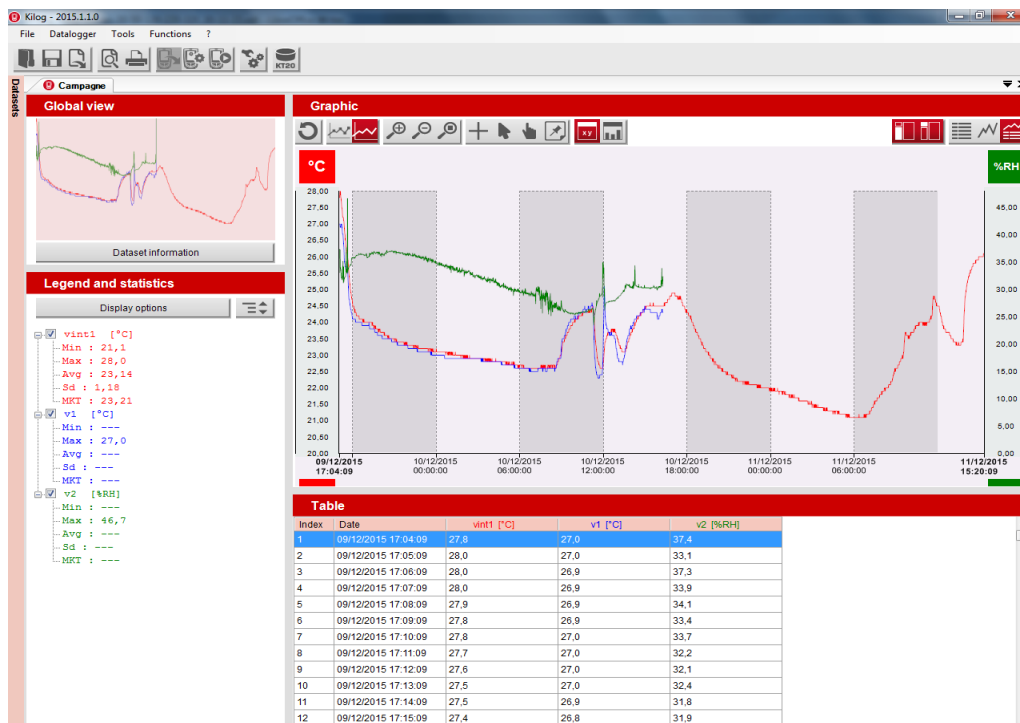 Kilog - 2015.1.1.0
File Datalogger Tools Functions ?
KT20
Datasets
Campagne
Global view
Dataset information
Legend and statistics
Display options
vint1 [°C]
Min : 21,1
Max : 28,0
Avg : 23,14
Sd : 1,18
MKT : 23,21
v1 [°C]
Min : ---
Max : 27,0
Avg : ---
Sd : ---
MKT : ---
v2 [%RH]
Min : ---
Max : 46,7
Avg : ---
Sd : ---
MKT : ---
Graphic
xy
°C
%RH
28,00
27,50
27,00
26,50
26,00
25,50
25,00
24,50
24,00
23,50
23,00
22,50
22,00
21,50
21,00
20,50
20,00
45,00
40,00
35,00
30,00
25,00
20,00
15,00
10,00
5,00
0,00
09/12/2015 00/12/2015 10/12/2015 10/12/2015 10/12/2015 11/12/2015 11/12/2015 11/12/2015
17:04:09 00:00:00 06:00:00 12:00:00 18:00:00 00:00:00 06:00:00 15:20:09
Table
Index Date vint1 [°C] v1 [°C] v2 [%RH]
1 09/12/2015 17:04:09 27,8 27,0 37,4
2 09/12/2015 17:05:09 28,0 27,0 33,1
3 09/12/2015 17:06:09 28,0 26,9 37,3
4 09/12/2015 17:07:09 28,0 26,9 33,9
5 09/12/2015 17:08:09 27,9 26,9 34,1
6 09/12/2015 17:09:09 27,8 26,9 33,4
7 09/12/2015 17:10:09 27,8 27,0 33,7
8 09/12/2015 17:11:09 27,7 27,0 32,2
9 09/12/2015 17:12:09 27,6 27,0 32,1
10 09/12/2015 17:13:09 27,5 27,0 32,4
11 09/12/2015 17:14:09 27,5 26,9 31,8
12 09/12/2015 17:15:09 27,4 26,8 31,9